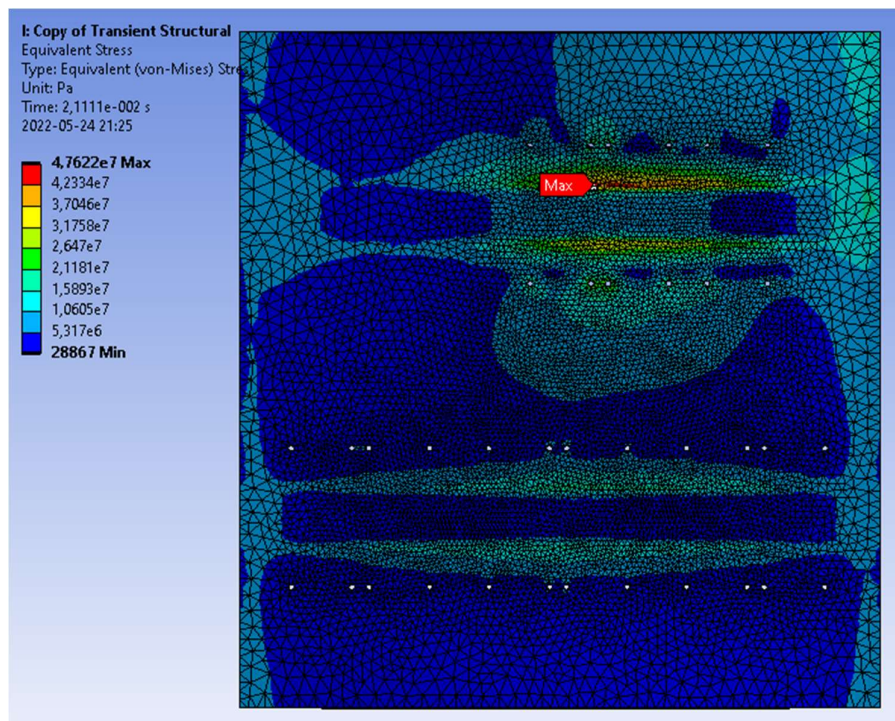 I: Copy of Transient Structural
Equivalent Stress
Type: Equivalent (von-Mises) Stres
Unit: Pa
Time: 2,1111e-002 s
2022-05-24 21:25
4,7622e7 Max
4,2334e7
3,7046e7
3,1758e7
2,647e7
2,1181e7
1,5893e7
1,0605e7
5,317e6
28867 Min
Max